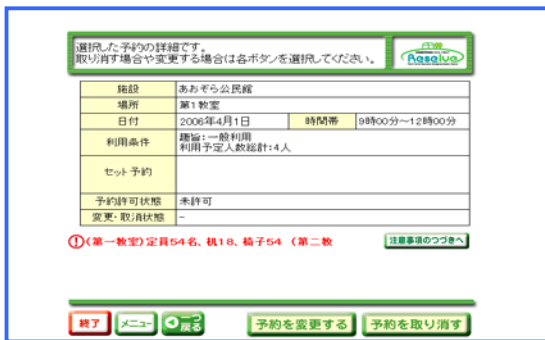 選択した予約の詳細です。
取り消す場合や変更する場合は各ボタンを選択してください。
Resolve
施設 あおぞら公民館
場所 第1教室
日付 2006年4月1日 時間帯 9時00分～12時00分
利用条件 趣旨:一般利用
利用予定人数総計:4人
セット予約
予約許可状態 未許可
変更・取消状態 -
(第一教室)定員54名、机18、椅子54 (第二教
注意事項のつづきへ
終了 メニュー 一つ戻る 予約を変更する 予約を取り消す